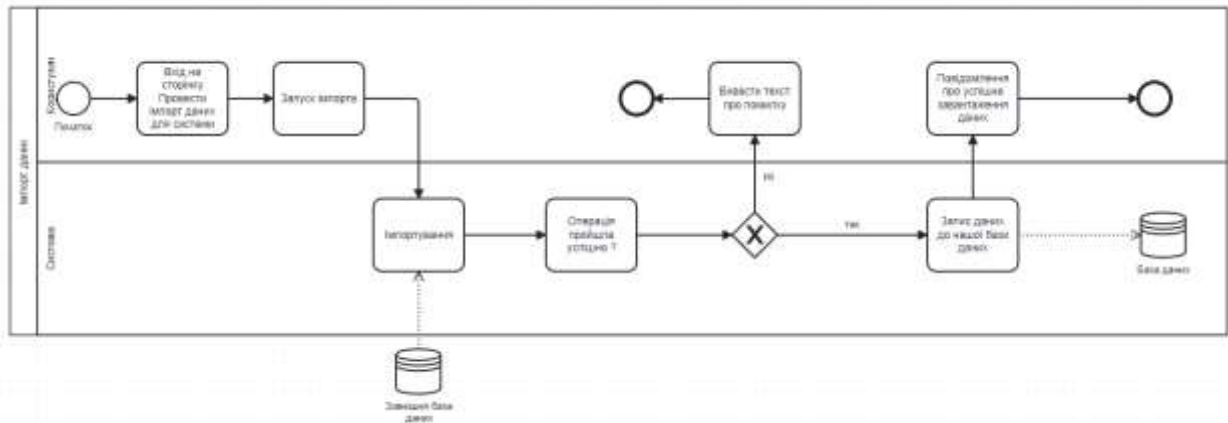 Імпорт даних
Користувач
Початок
Вхід на
сторінку
Провести
імпорт даних
для системи
Запуск імпорта
Вивести текст
про помилку
Повідомлення
про успішне
завантаження
даних
Система
Імпортування
Операція
пройшла
успішно ?
ні
так
Запис даних
до нашої бази
даних
База даних
Зовнішня база
даних